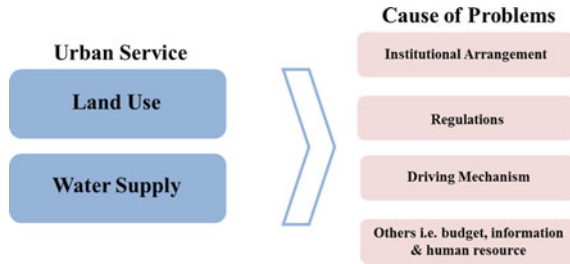 Urban Service
Land Use
Water Supply
Cause of Problems
Institutional Arrangement
Regulations
Driving Mechanism
Others i.e. budget, information
& human resource